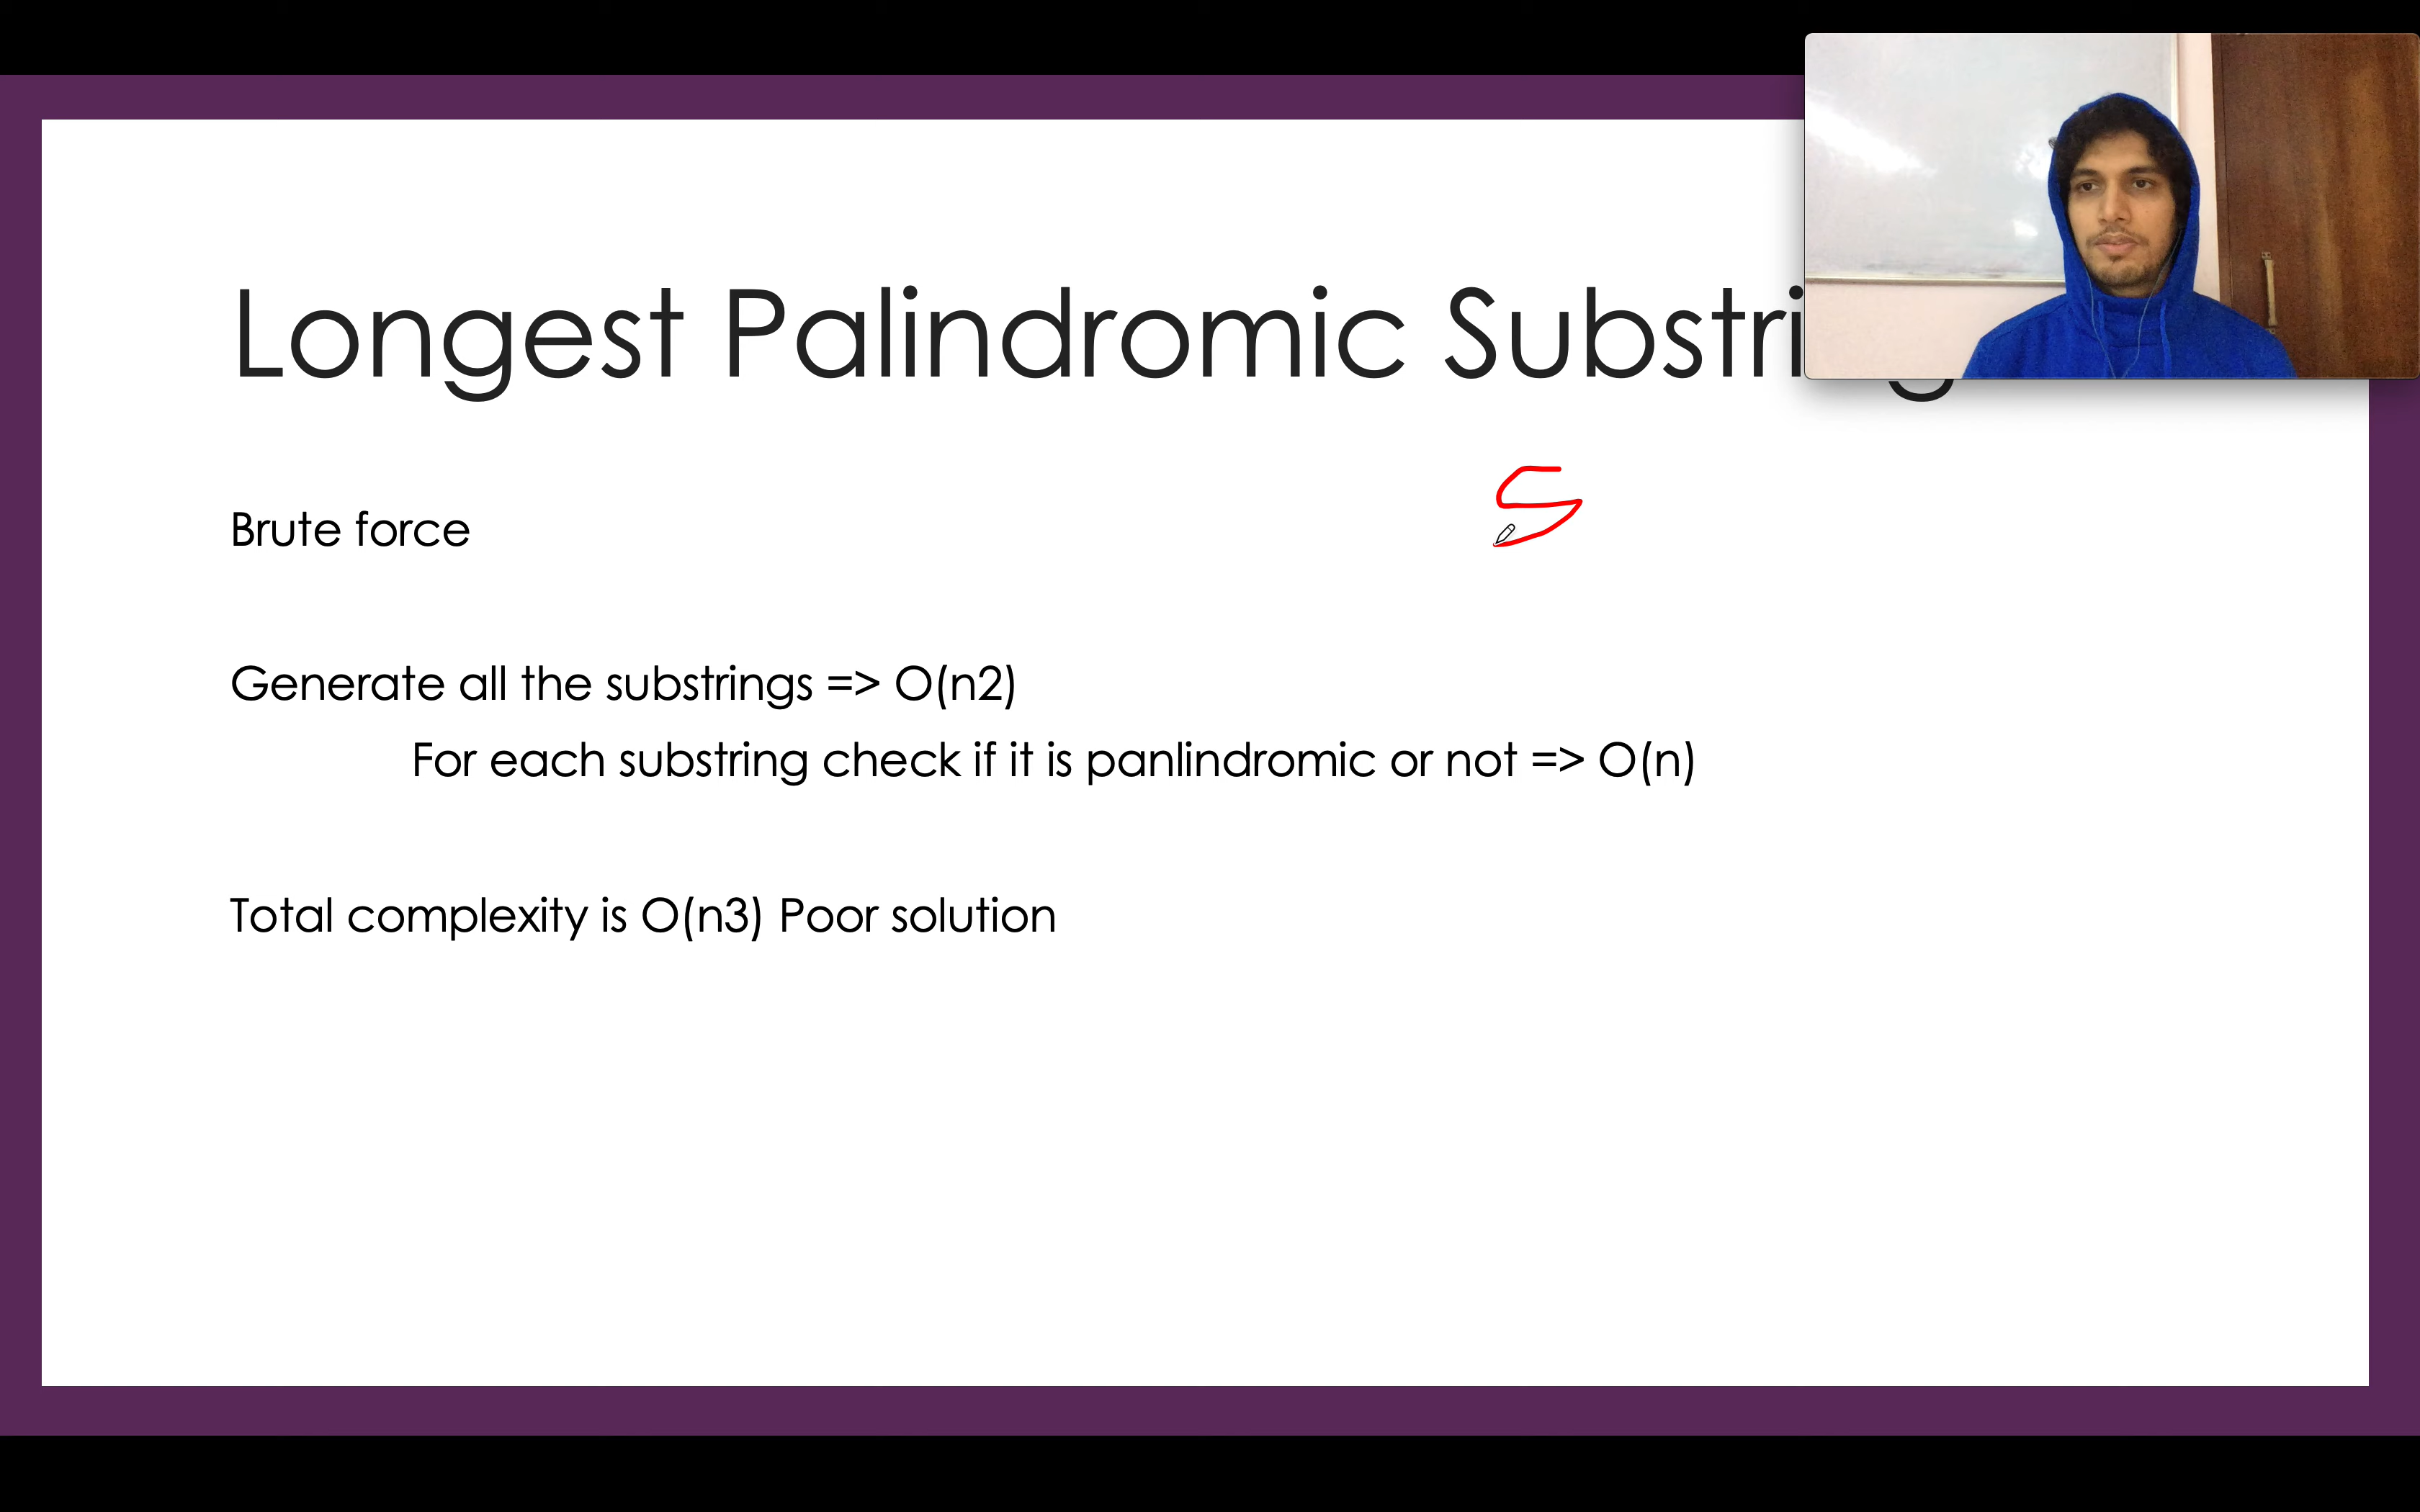 Longest Palindromic Substri g
S
Brute force
Generate all the substrings => O(n2)
For each substring check if it is panlindromic or not => O(n)
Total complexity is O(n3) Poor solution